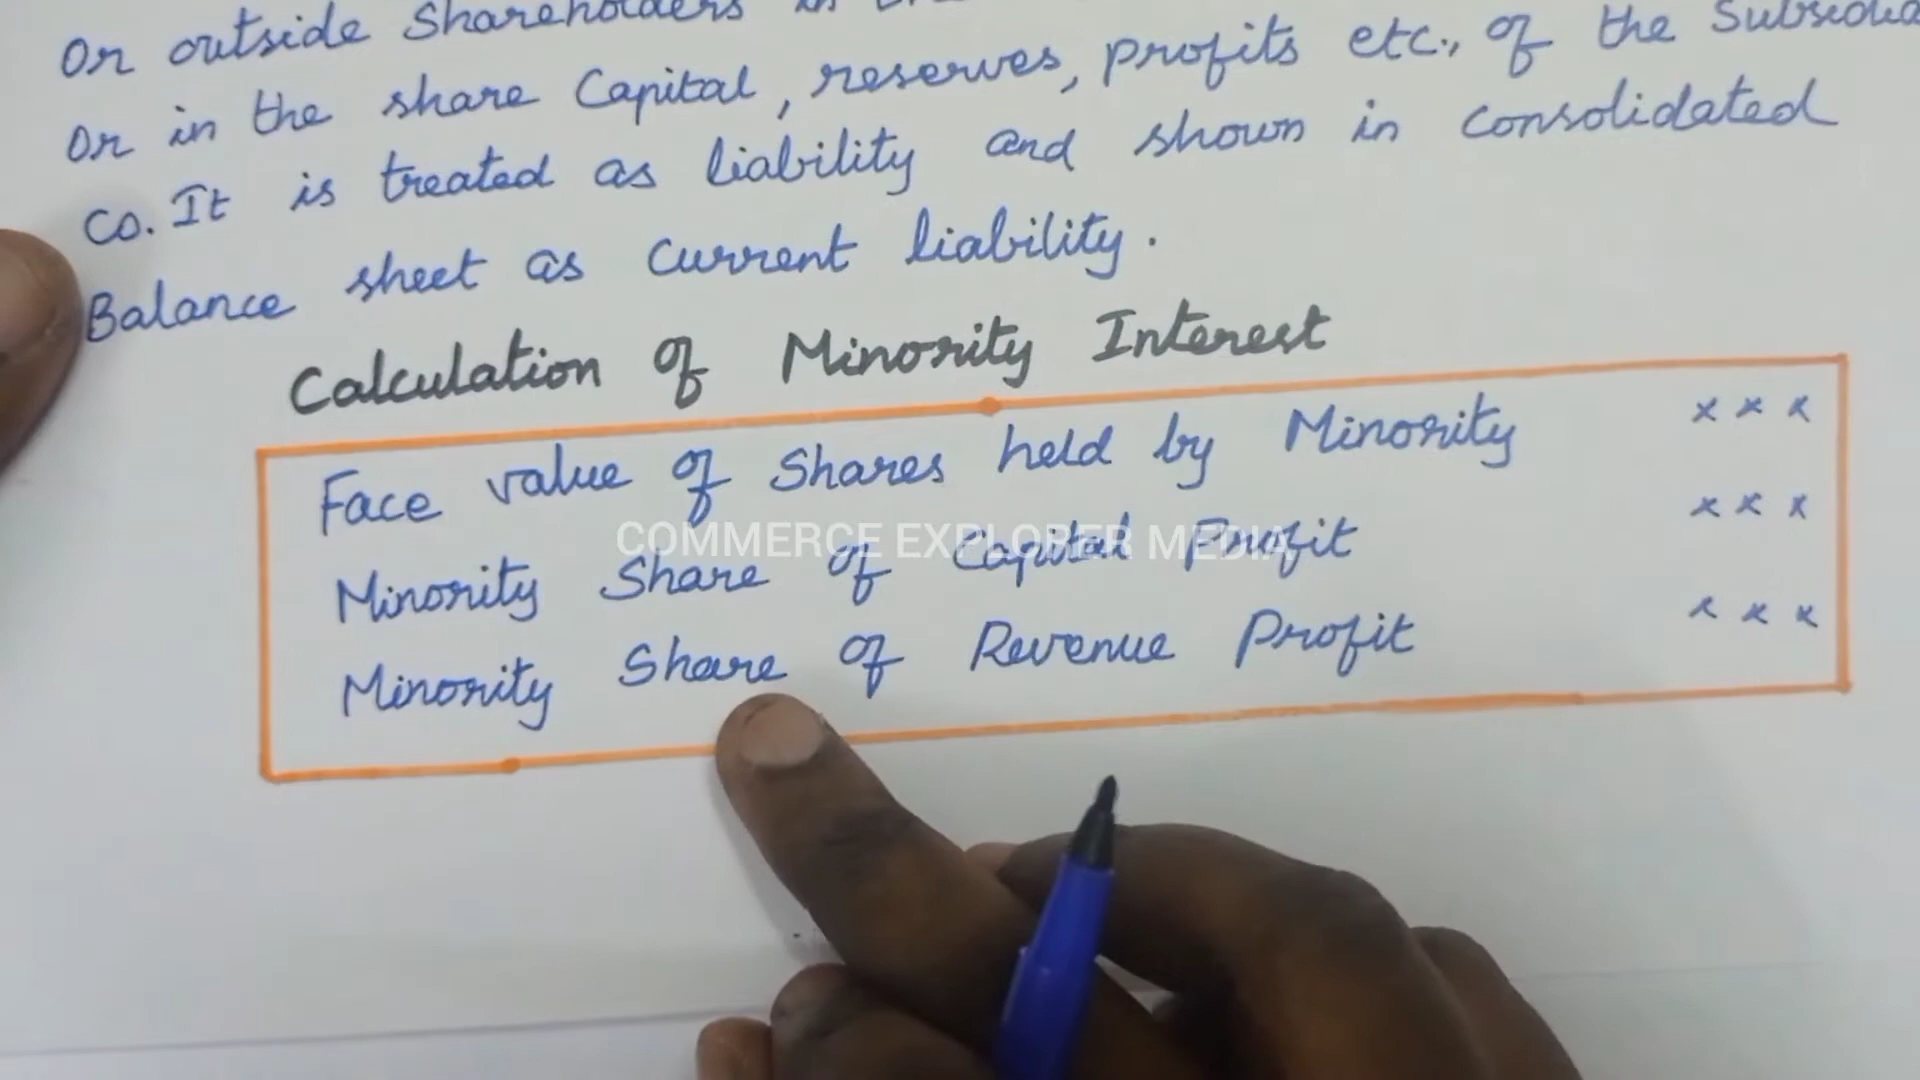 Or outside Shareholders in
Or in the share Capital, reserves, profits etc., of the
Co. It is treated as liability and shown in consolidated
Balance sheet as Current liability.
Calculation of Minority Interest
Face value of Shares held by Minority x x x
Minority Share of Capital Profit x x x
COMMERCE EXPLORER MEDIA
Minority Share of Revenue Profit x x x